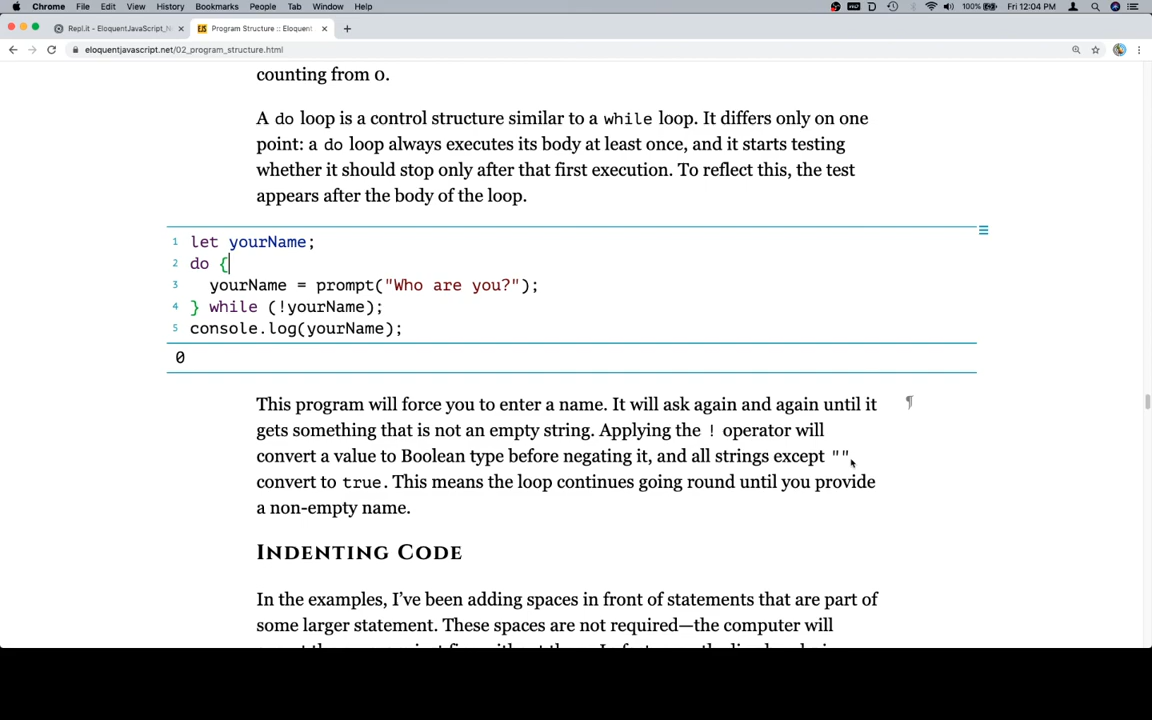 Chrome File Edit View History Bookmarks People Tab Window Help 100% Fri 12:04 PM
Repl.it - EloquentJavaScript_N × Program Structure :: Eloquent × +
eloquentjavascript.net/02_program_structure.html
counting from 0.
A do loop is a control structure similar to a while loop. It differs only on one
point: a do loop always executes its body at least once, and it starts testing
whether it should stop only after that first execution. To reflect this, the test
appears after the body of the loop.
1 let yourName;
2 do {
3 yourName = prompt("Who are you?");
4 } while (!yourName);
5 console.log(yourName);
0
This program will force you to enter a name. It will ask again and again until it ¶
gets something that is not an empty string. Applying the ! operator will
convert a value to Boolean type before negating it, and all strings except ""
convert to true. This means the loop continues going round until you provide
a non-empty name.
Indenting Code
In the examples, I've been adding spaces in front of statements that are part of
some larger statement. These spaces are not required—the computer will